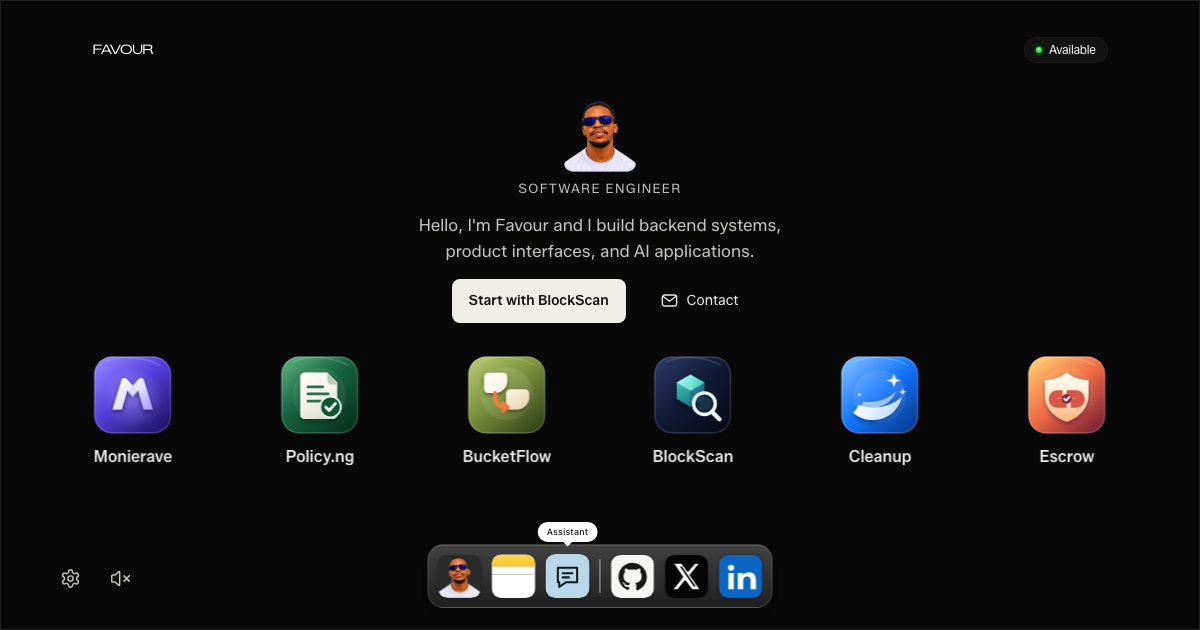 FAVOUR
Available
SOFTWARE ENGINEER
Hello, I'm Favour and I build backend systems,
product interfaces, and AI applications.
Start with BlockScan
Contact
Monierave
Policy.ng
BucketFlow
BlockScan
Cleanup
Escrow
Assistant
in